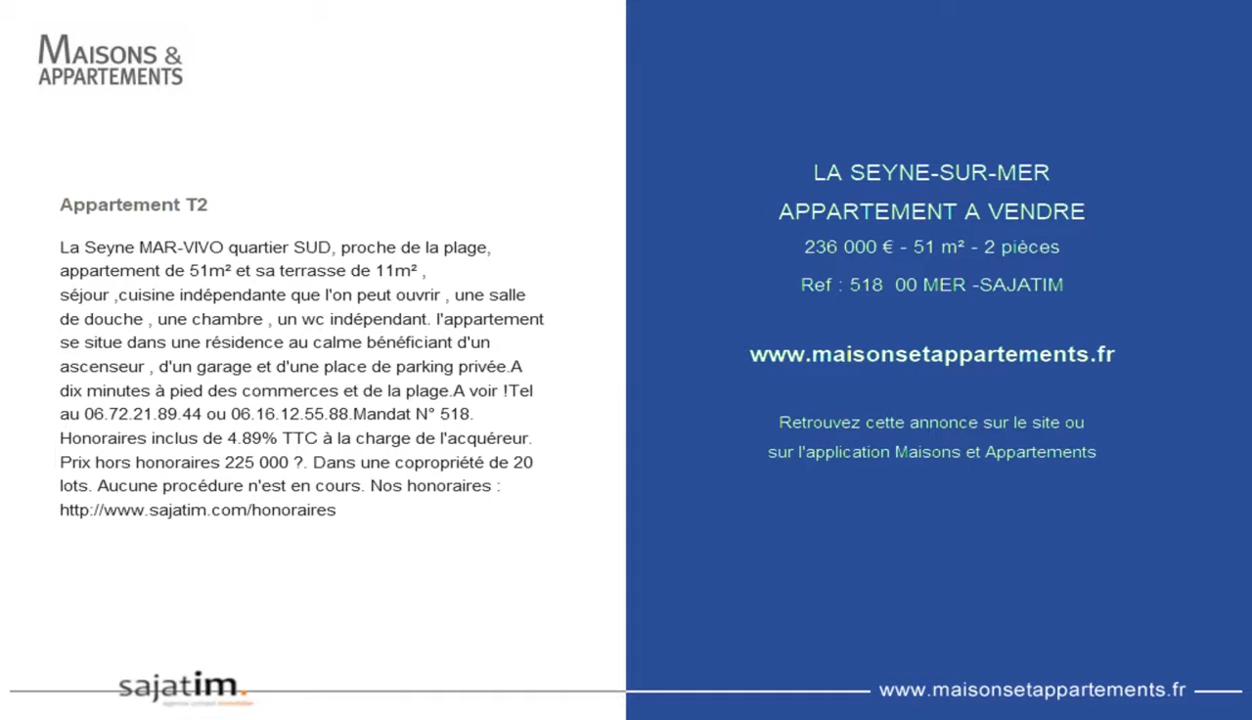 MAISONS &
APPARTEMENTS
Appartement T2
La Seyne MAR-VIVO quartier SUD, proche de la plage,
appartement de 51m² et sa terrasse de 11m² ,
séjour ,cuisine indépendante que l'on peut ouvrir , une salle
de douche , une chambre , un wc indépendant. l'appartement
se situe dans une résidence au calme bénéficiant d'un
ascenseur , d'un garage et d'une place de parking privée.A
dix minutes à pied des commerces et de la plage.A voir !Tel
au 06.72.21.89.44 ou 06.16.12.55.88.Mandat N° 518.
Honoraires inclus de 4.89% TTC à la charge de l'acquéreur.
Prix hors honoraires 225 000 ?. Dans une copropriété de 20
lots. Aucune procédure n'est en cours. Nos honoraires :
http://www.sajatim.com/honoraires
sajatim.
agence conseil immobilier
LA SEYNE-SUR-MER
APPARTEMENT A VENDRE
236 000 € - 51 m² - 2 pièces
Ref : 518 00 MER -SAJATIM
www.maisonsetappartements.fr
Retrouvez cette annonce sur le site ou
sur l'application Maisons et Appartements
www.maisonsetappartements.fr